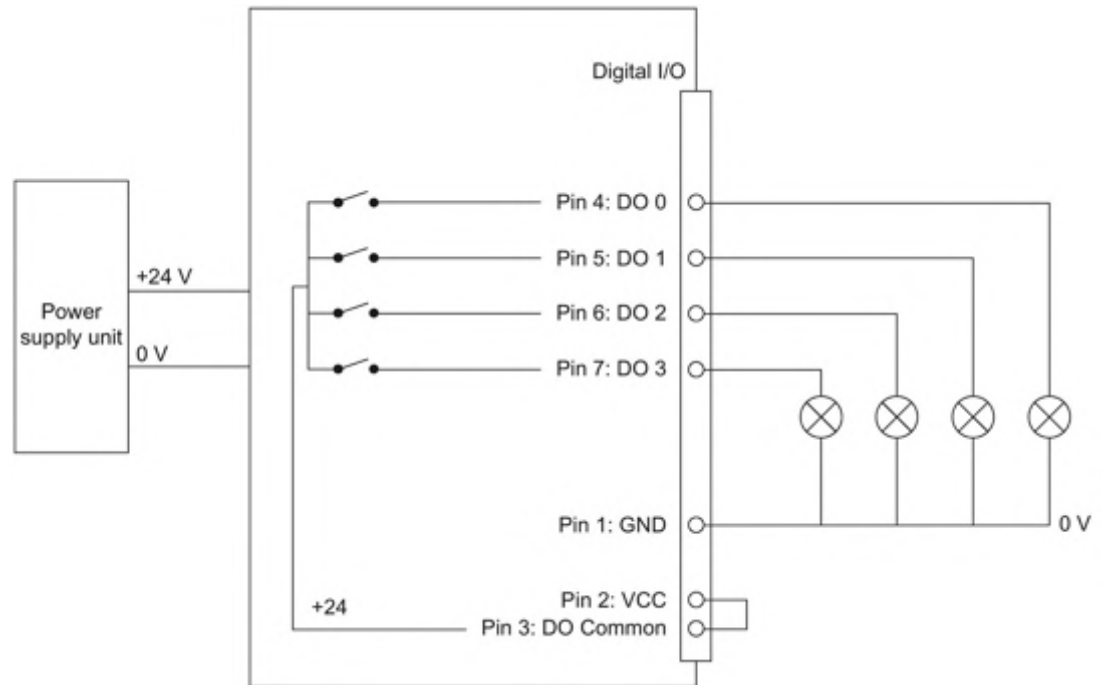 Digital I/O
Pin 4: DO 0
Pin 5: DO 1
+24 V
Power
supply unit
Pin 6: DO 2
0 V
Pin 7: DO 3
Pin 1: GND
0 V
Pin 2: VCC
+24
Pin 3: DO Common